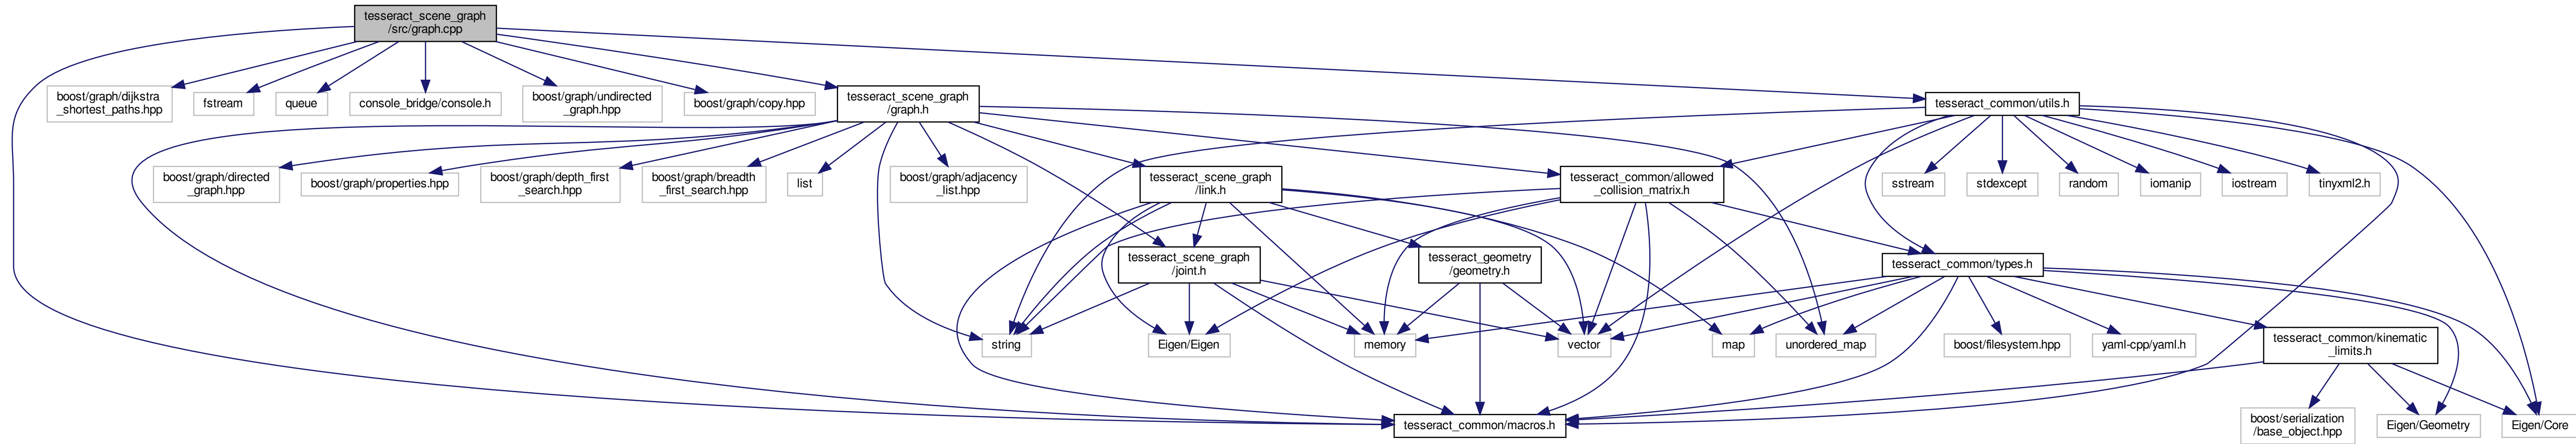 tesseract_scene_graph
/src/graph.cpp
boost/graph/dijkstra
_shortest_paths.hpp
fstream
queue
console_bridge/console.h
boost/graph/undirected
_graph.hpp
boost/graph/copy.hpp
tesseract_scene_graph
/graph.h
tesseract_common/utils.h
boost/graph/directed
_graph.hpp
boost/graph/properties.hpp
boost/graph/depth_first
_search.hpp
boost/graph/breadth
_first_search.hpp
list
boost/graph/adjacency
_list.hpp
tesseract_scene_graph
/link.h
tesseract_common/allowed
_collision_matrix.h
sstream
stdexcept
random
iomanip
iostream
tinyxml2.h
tesseract_scene_graph
/joint.h
tesseract_geometry
/geometry.h
tesseract_common/types.h
string
Eigen/Eigen
memory
vector
map
unordered_map
boost/filesystem.hpp
yaml-cpp/yaml.h
tesseract_common/kinematic
_limits.h
tesseract_common/macros.h
boost/serialization
/base_object.hpp
Eigen/Geometry
Eigen/Core